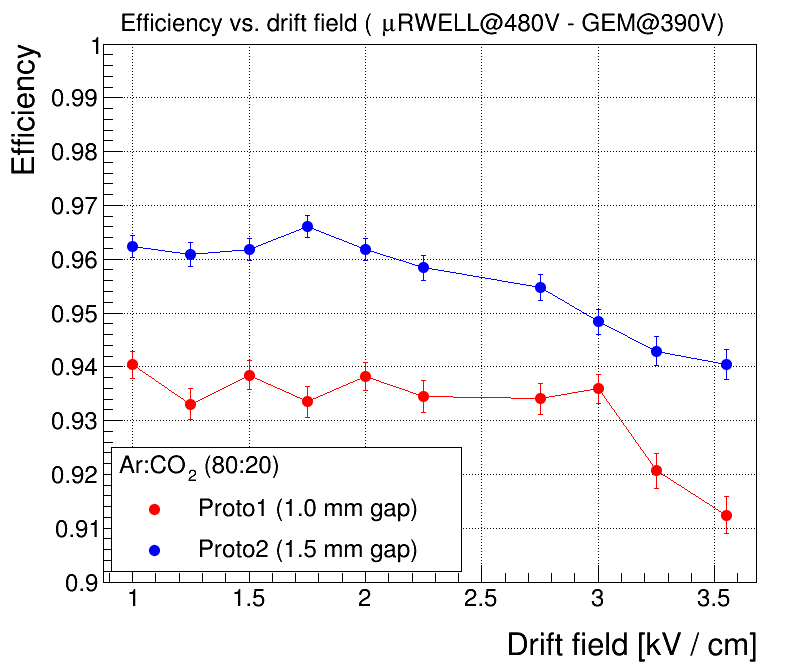 Efficiency vs. drift field ( μRWELL@480V - GEM@390V)
Efficiency
1
0.99
0.98
0.97
0.96
0.95
0.94
0.93
0.92
0.91
0.9
Ar:CO2 (80:20)
Proto1 (1.0 mm gap)
Proto2 (1.5 mm gap)
1 1.5 2 2.5 3 3.5
Drift field [kV / cm]